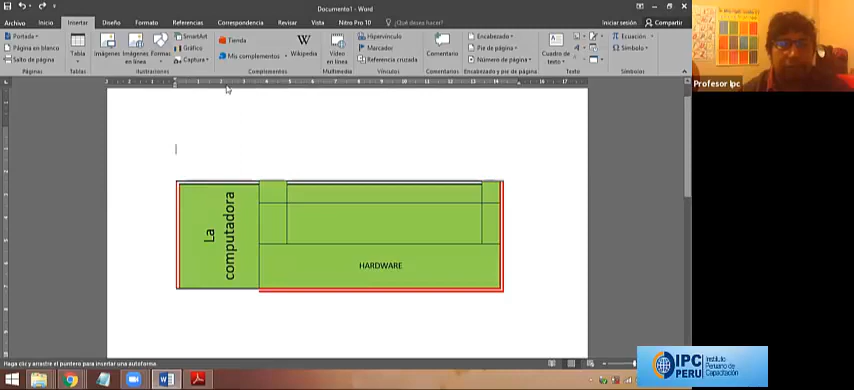 Documento1 - Word
Archivo Inicio Insertar Diseño Formato Referencias Correspondencia Revisar Vista Nitro Pro 10 ¿Qué desea hacer? Iniciar sesión Compartir
Portada
Página en blanco
Salto de página
Páginas
Tabla
Tablas
Imágenes
Imágenes en línea
Formas
SmartArt
Gráfico
Captura
Ilustraciones
Tienda
Mis complementos
Wikipedia
Complementos
Vídeo en línea
Multimedia
Hipervínculo
Marcador
Referencia cruzada
Vínculos
Comentario
Comentarios
Encabezado
Pie de página
Número de página
Encabezado y pie de página
Cuadro de texto
Texto
Ecuación
Símbolo
Símbolos
Profesor Ipc
La
computadora
HARDWARE
Haga clic y arrastre el puntero para insertar una autoforma.
IPC
PERU
Instituto
Peruano de
Capacitación